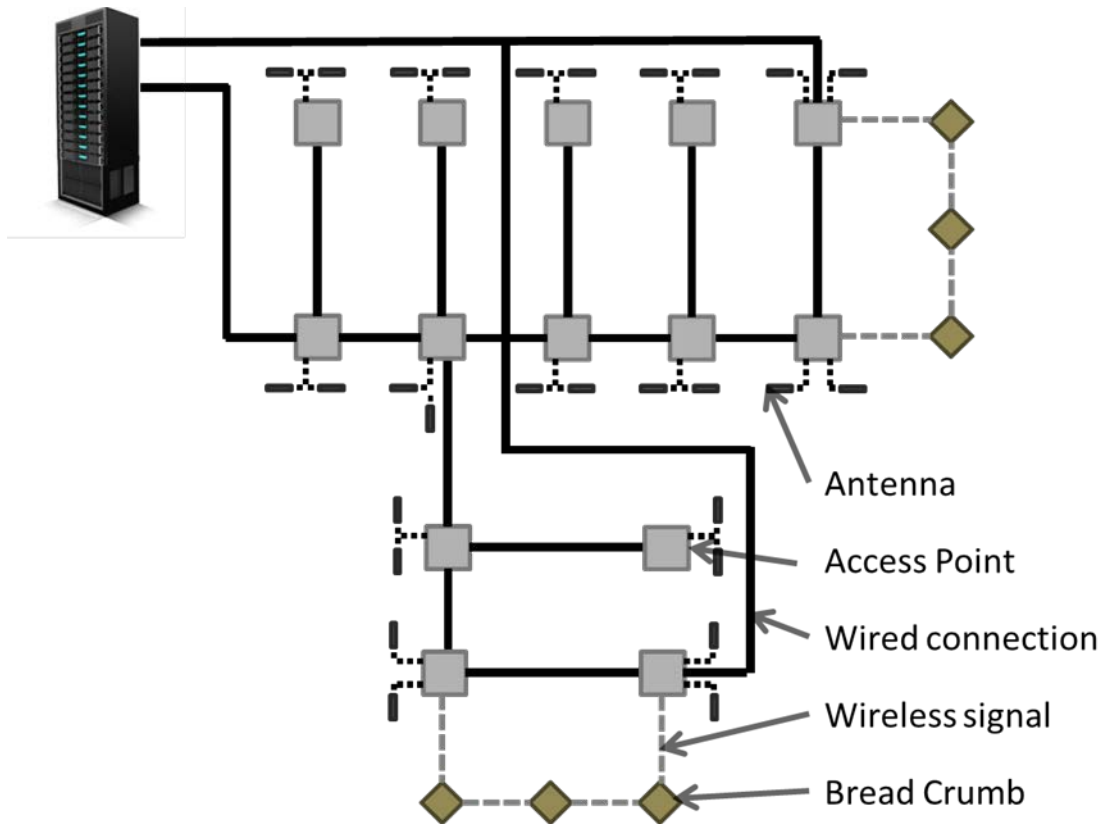 Antenna
Access Point
Wired connection
Wireless signal
Bread Crumb